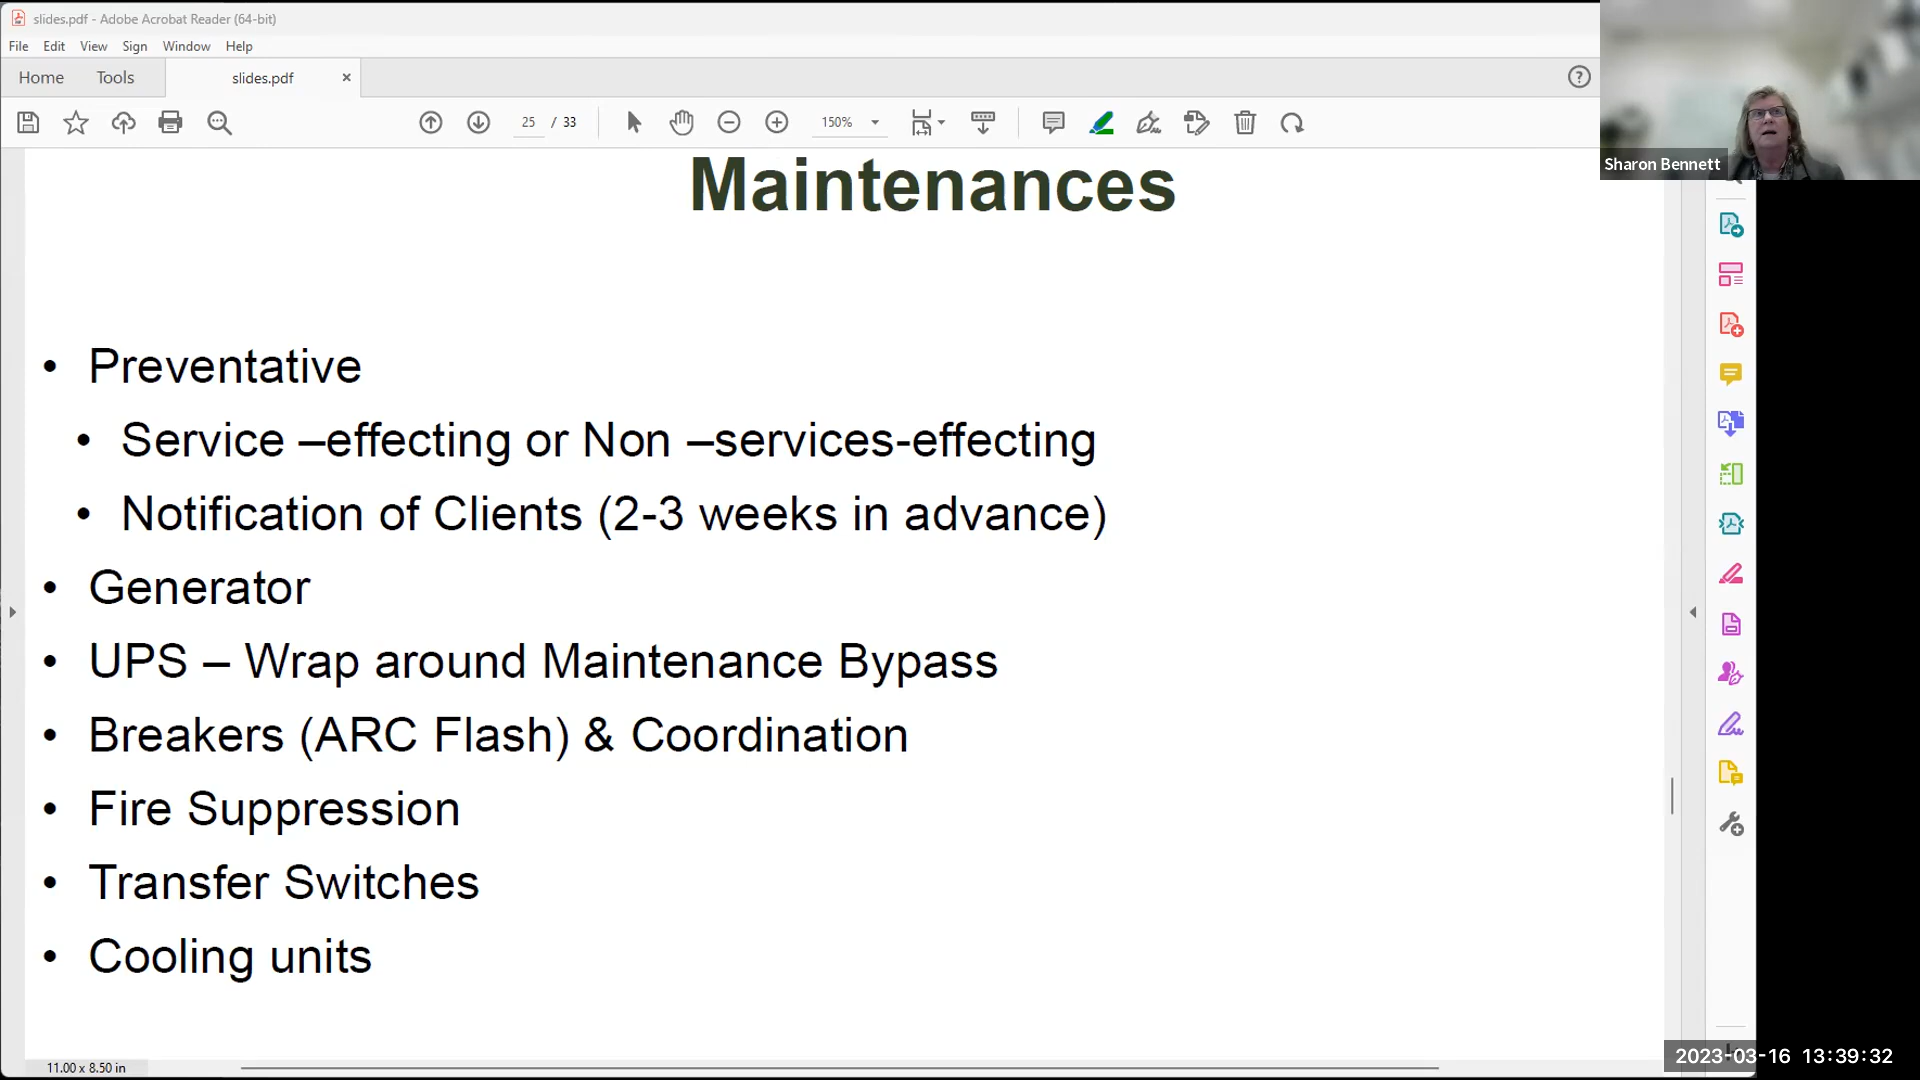 slides.pdf - Adobe Acrobat Reader (64-bit)
File Edit View Sign Window Help
Home Tools slides.pdf
25 / 33 150%
Sharon Bennett
Maintenances
• Preventative
• Service –effecting or Non –services-effecting
• Notification of Clients (2-3 weeks in advance)
• Generator
• UPS – Wrap around Maintenance Bypass
• Breakers (ARC Flash) & Coordination
• Fire Suppression
• Transfer Switches
• Cooling units
11.00 x 8.50 in
2023-03-16 13:39:32